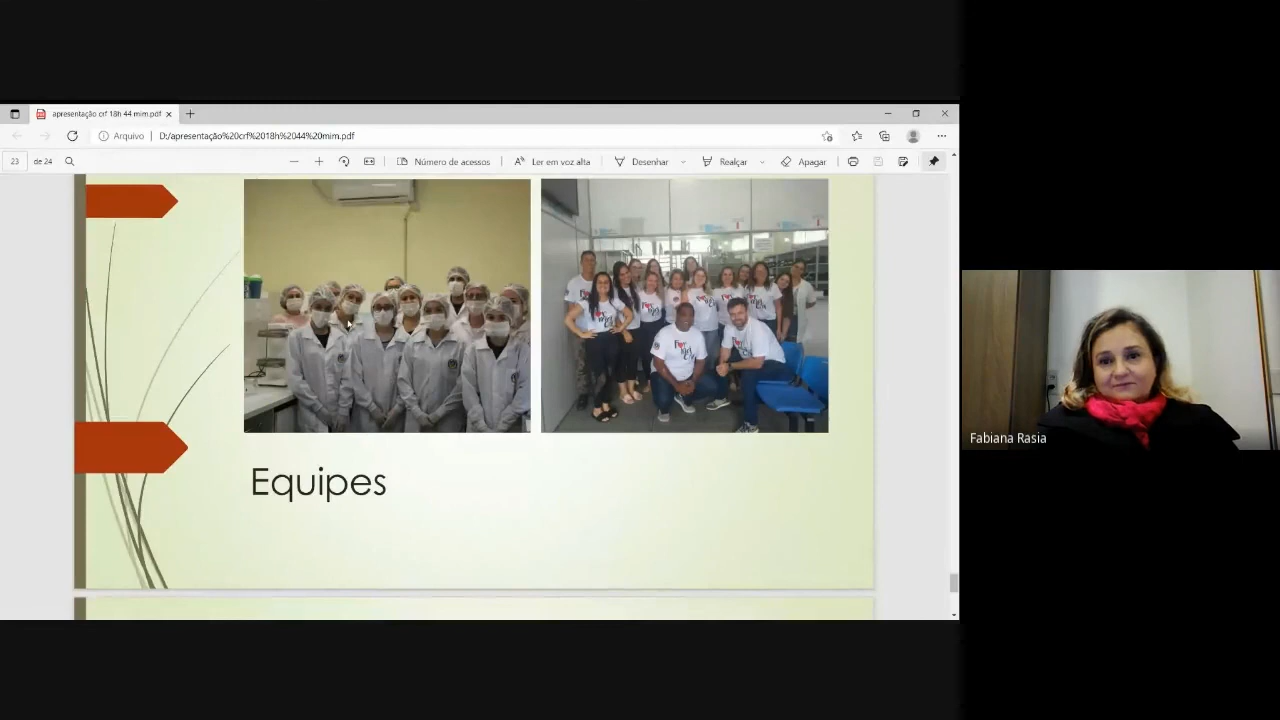 apresentação crf 18h 44 mim.pdf
Arquivo
D:/apresentação%20crf%2018h%2044%20mim.pdf
23 de 24
Número de acessos
Ler em voz alta
Desenhar
Realçar
Apagar
Equipes
Fabiana Rasia